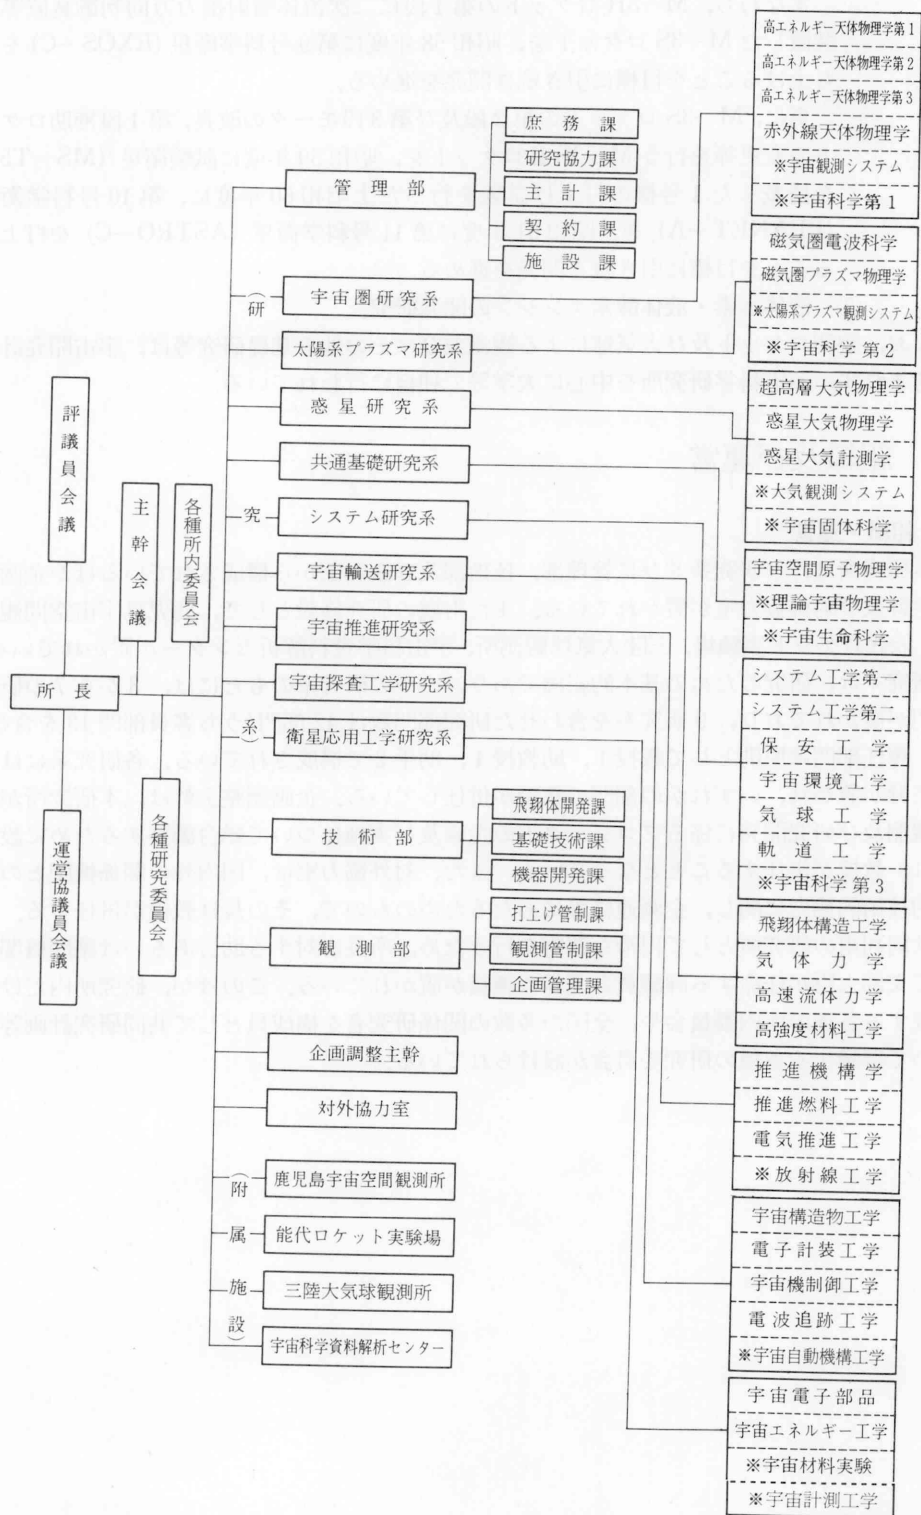 評議員会議
所長
運営協議員会議
主幹会議
各種所内委員会
各種研究委員会
管理部
庶務課
研究協力課
主計課
契約課
施設課
(研究系)
宇宙圏研究系
太陽系プラズマ研究系
惑星研究系
共通基礎研究系
システム研究系
宇宙輸送研究系
宇宙推進研究系
宇宙探査工学研究系
衛星応用工学研究系
技術部
飛翔体開発課
基礎技術課
機器開発課
観測部
打上げ管制課
観測管制課
企画管理課
企画調整主幹
対外協力室
(附属施設)
鹿児島宇宙空間観測所
能代ロケット実験場
三陸大気球観測所
宇宙科学資料解析センター
高エネルギー天体物理学第1
高エネルギー天体物理学第2
高エネルギー天体物理学第3
赤外線天体物理学
※宇宙観測システム
※宇宙科学第1
磁気圏電波科学
磁気圏プラズマ物理学
※太陽系プラズマ観測システム
※宇宙科学第2
超高層大気物理学
惑星大気物理学
惑星大気計測学
※大気観測システム
※宇宙固体科学
宇宙空間原子物理学
※理論宇宙物理学
※宇宙生命科学
システム工学第一
システム工学第二
保安工学
宇宙環境工学
気球工学
軌道工学
※宇宙科学第3
飛翔体構造工学
気体力学
高速流体力学
高強度材料工学
推進機構学
推進燃料工学
電気推進工学
※放射線工学
宇宙構造物工学
電子計装工学
宇宙機制御工学
電波追跡工学
※宇宙自動機構工学
宇宙電子部品
宇宙エネルギー工学
※宇宙材料実験
※宇宙計測工学